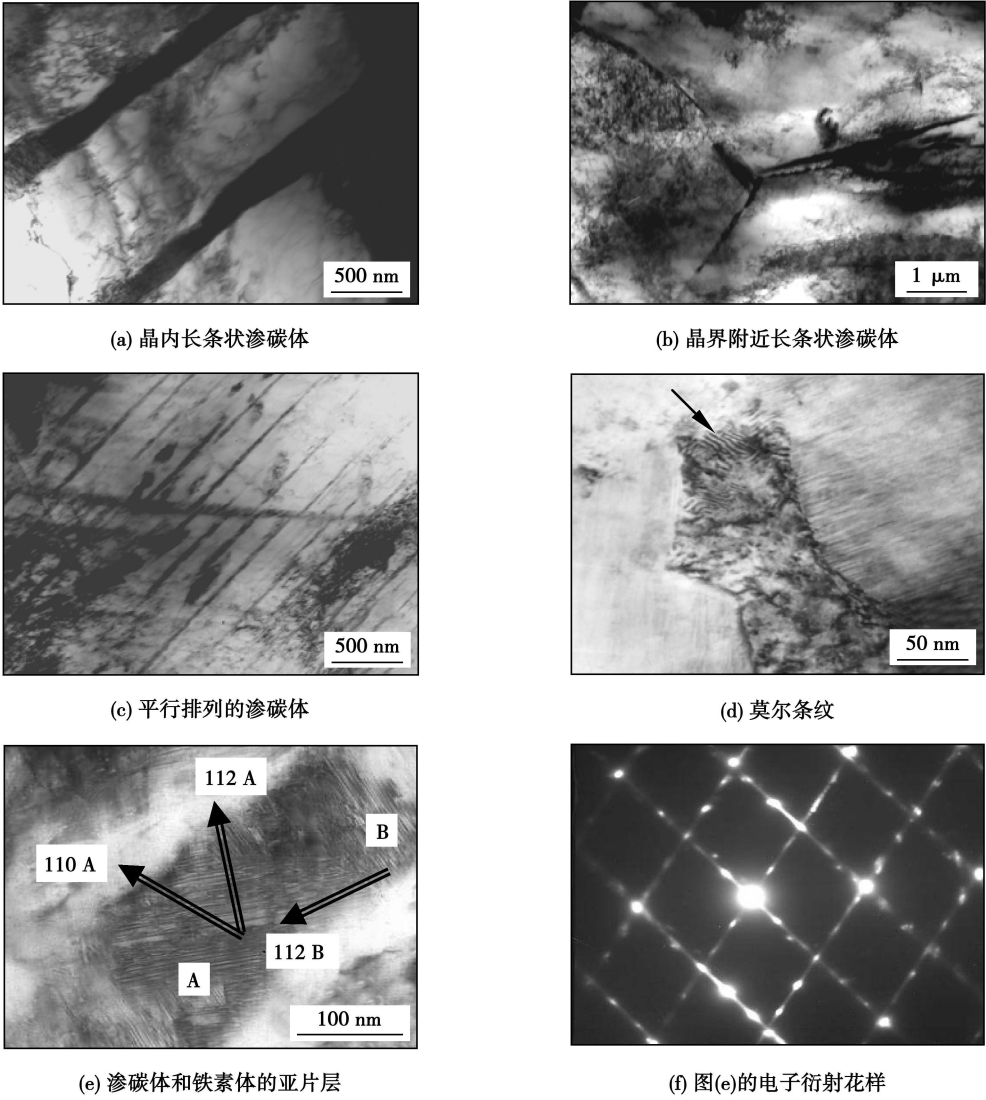 500 nm
1 μm
(a) 晶内长条状渗碳体
(b) 晶界附近长条状渗碳体
500 nm
50 nm
(c) 平行排列的渗碳体
(d) 莫尔条纹
112 A
B
110 A
112 B
A
100 nm
(e) 渗碳体和铁素体的亚片层
(f) 图(e)的电子衍射花样